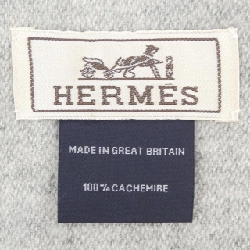 HERMÈS
MADE IN GREAT BRITAIN
100% CACHEMIRE